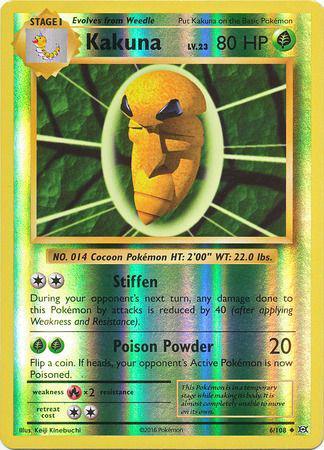 STAGE 1 Evolves from Weedle Put Kakuna on the Basic Pokémon
Kakuna LV.23 80 HP
NO. 014 Cocoon Pokémon HT: 2'00" WT: 22.0 lbs.
Stiffen
During your opponent's next turn, any damage done
to this Pokémon by attacks is reduced by 40 (after applying
Weakness and Resistance).
Poison Powder 20
Flip a coin. If heads, your opponent's Active Pokémon is now
Poisoned.
weakness ×2 resistance
retreat
cost
This Pokémon is in a temporary
stage while making its body. It is
almost completely unable to move
on its own.
Illus. Keiji Kinebuchi ©2016 Pokémon 6/108